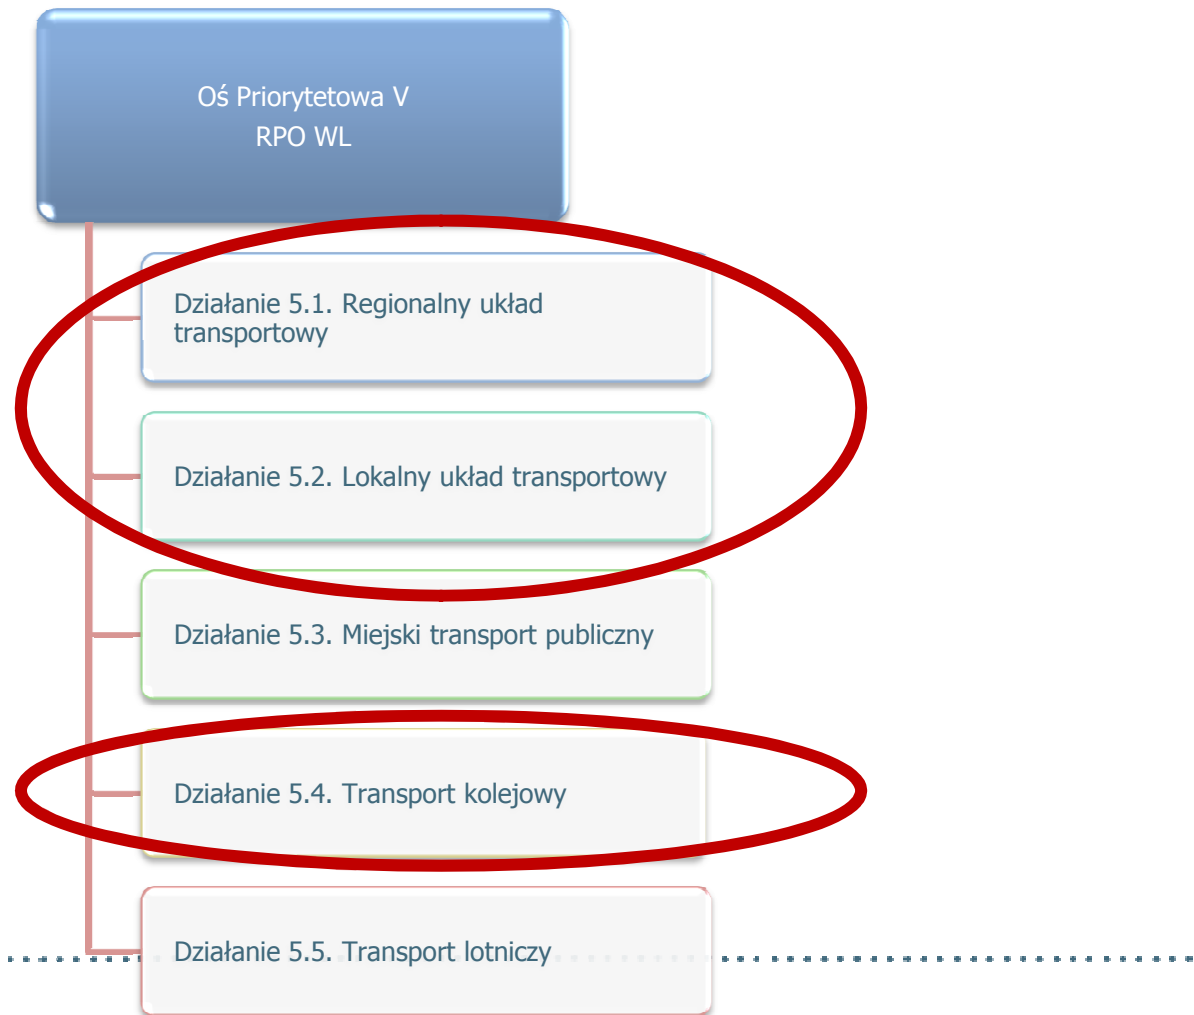 Oś Priorytetowa V
RPO WL
Działanie 5.1. Regionalny układ
transportowy
Działanie 5.2. Lokalny układ transportowy
Działanie 5.3. Miejski transport publiczny
Działanie 5.4. Transport kolejowy
Działanie 5.5. Transport lotniczy